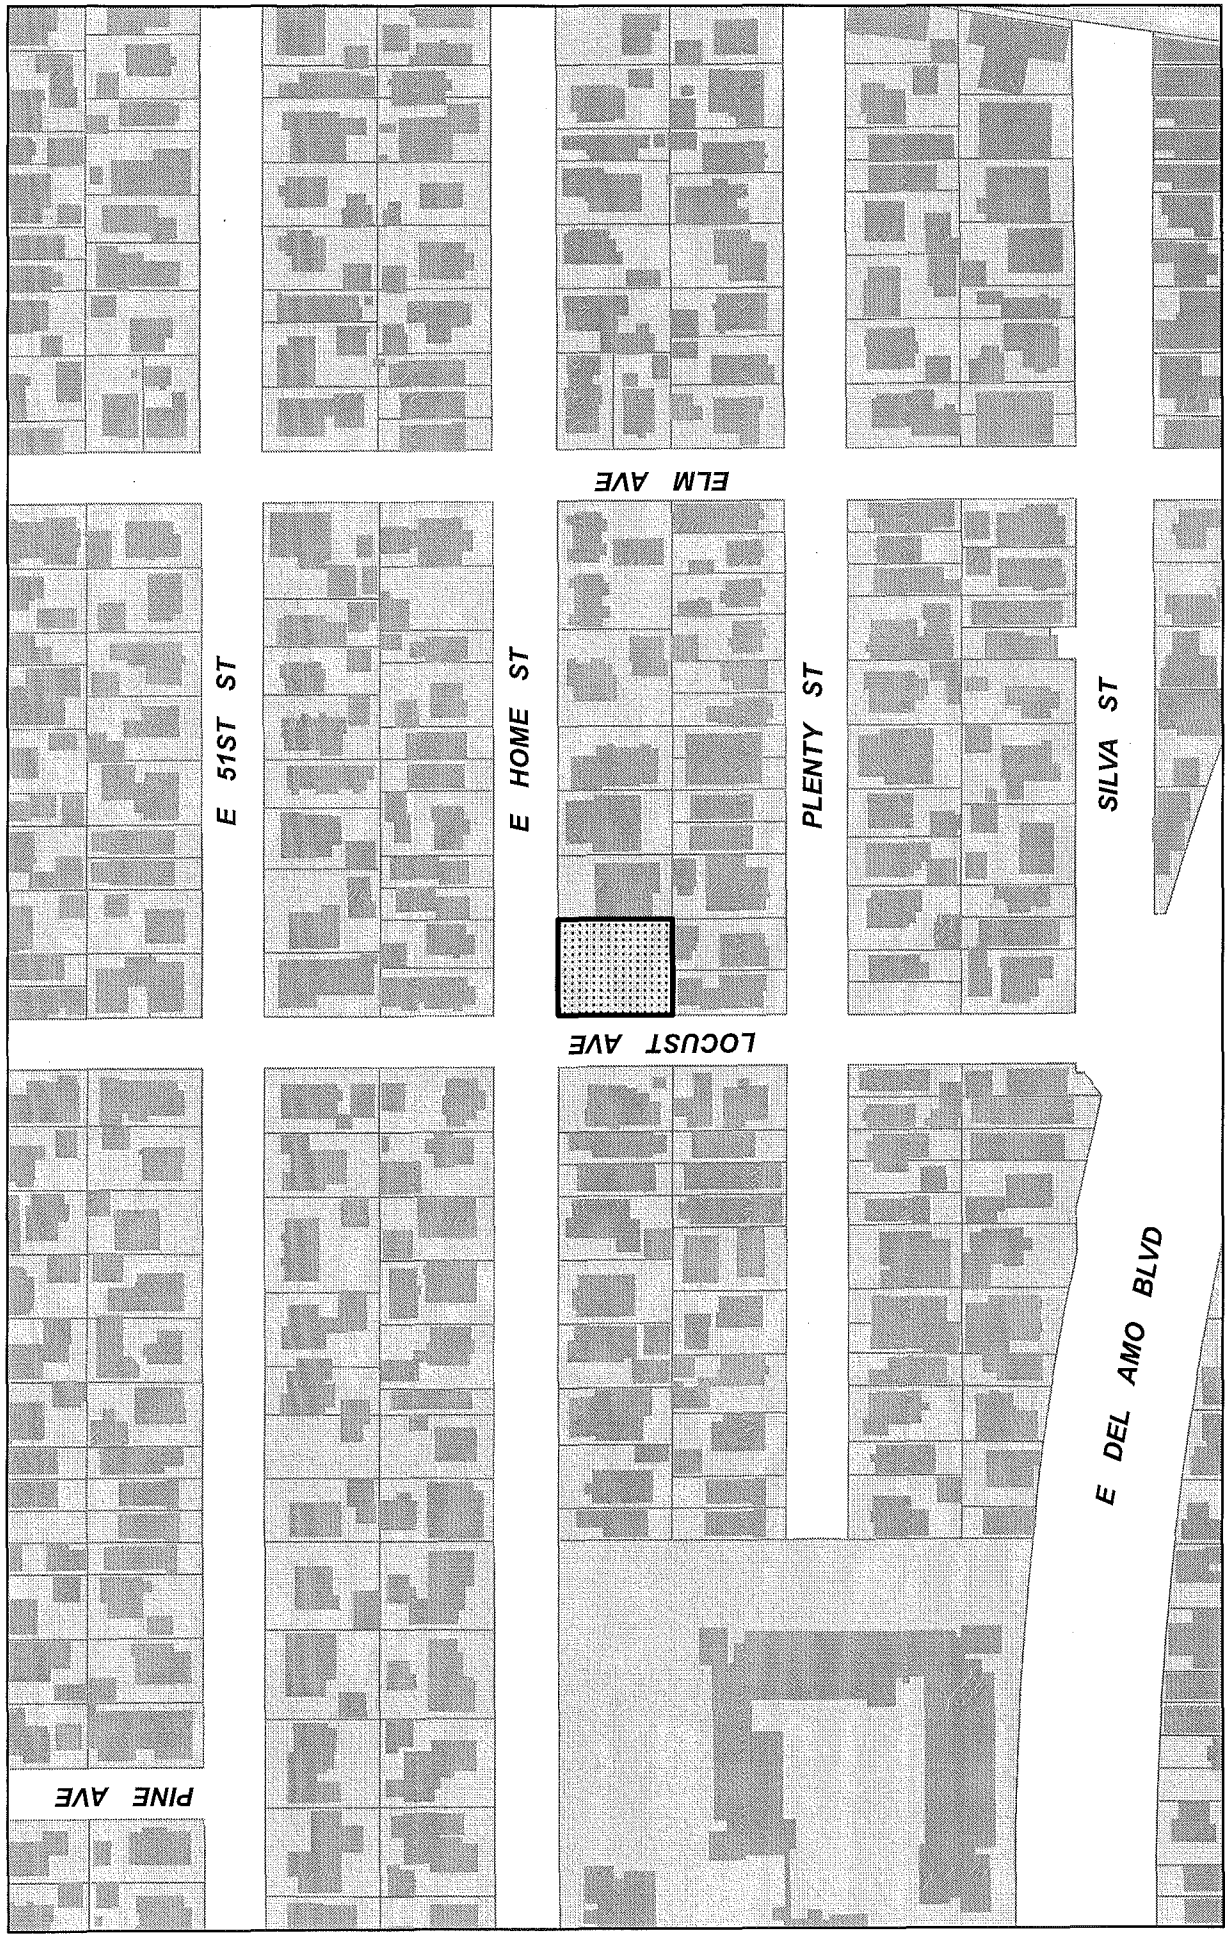 ELM AVE
E 51ST ST
E HOME ST
PLENTY ST
SILVA ST
LOCUST AVE
E DEL AMO BLVD
PINE AVE